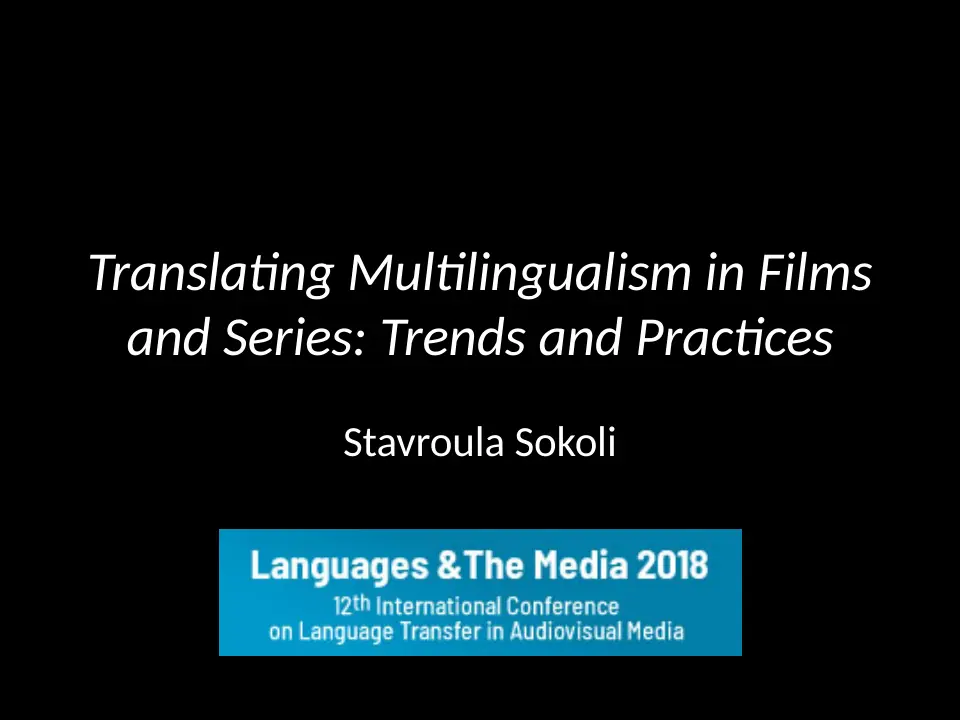 Translating Multilingualism in Films
and Series: Trends and Practices
Stavroula Sokoli
Languages &The Media 2018
12th International Conference
on Language Transfer in Audiovisual Media